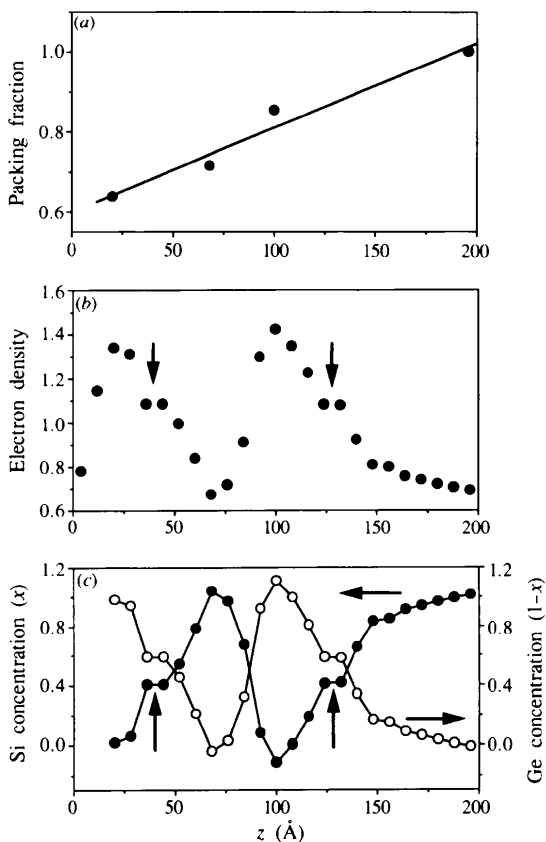 (a)
Packing fraction
1.0
0.8
0.6
0 50 100 150 200
(b)
Electron density
1.6
1.4
1.2
1.0
0.8
0.6
0 50 100 150 200
(c)
Si concentration (x)
1.2
0.8
0.4
0.0
1.2
0.8
0.4
0.0
Ge concentration (1-x)
0 50 100 150 200
z (Å)